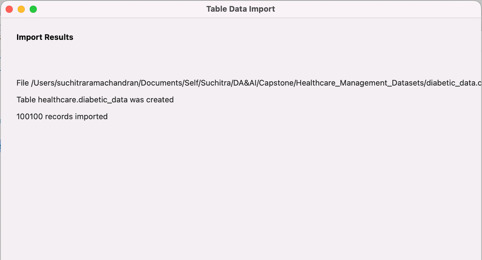 Table Data Import
Import Results
File /Users/suchitraramachandran/Documents/Self/Suchitra/DA&AI/Capstone/Healthcare_Management_Datasets/diabetic_data.c
Table healthcare.diabetic_data was created
100100 records imported